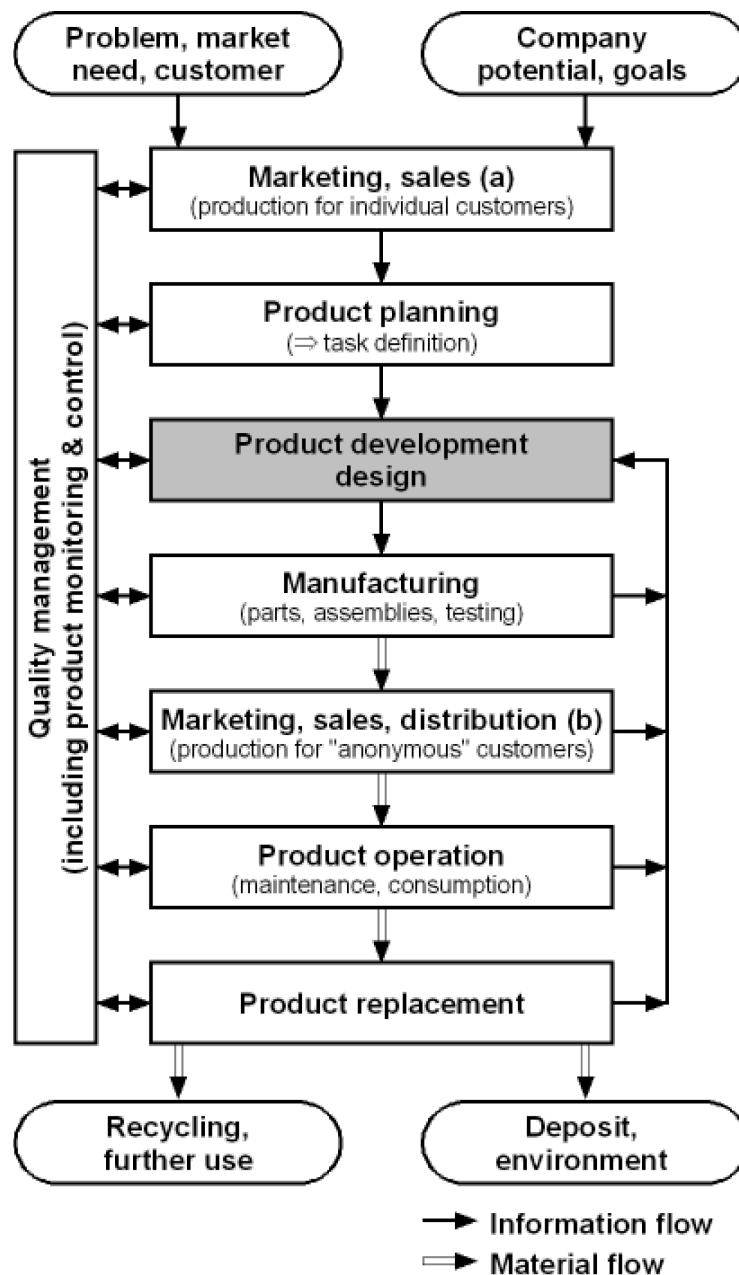 Problem, market
need, customer
Company
potential, goals
Quality management
(including product monitoring & control)
Marketing, sales (a)
(production for individual customers)
Product planning
(⇒ task definition)
Product development
design
Manufacturing
(parts, assemblies, testing)
Marketing, sales, distribution (b)
(production for "anonymous" customers)
Product operation
(maintenance, consumption)
Product replacement
Recycling,
further use
Deposit,
environment
Information flow
Material flow